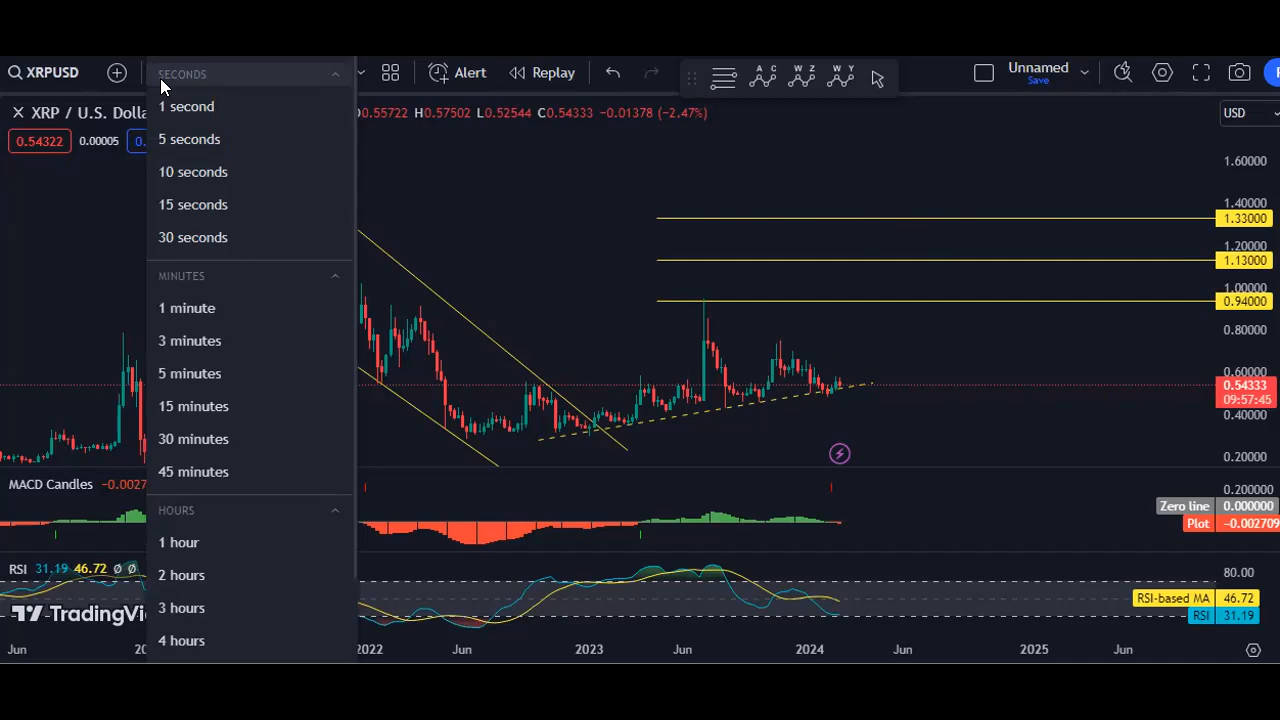 XRPUSD
Alert
Replay
A C
W Z
W Y
Unnamed
Save
XRP / U.S. Dolla
0.55722 H0.57502 L0.52544 C0.54333 −0.01378 (−2.47%)
USD
0.54322
0.00005
0.
SECONDS
1 second
5 seconds
10 seconds
15 seconds
30 seconds
MINUTES
1 minute
3 minutes
5 minutes
15 minutes
30 minutes
45 minutes
HOURS
1 hour
2 hours
3 hours
4 hours
1.60000
1.40000
1.33000
1.20000
1.13000
1.00000
0.94000
0.80000
0.60000
0.54333
09:57:45
0.40000
0.20000
MACD Candles −0.0027
0.200000
Zero line 0.000000
Plot −0.002709
RSI 31.19 46.72 Ø Ø
80.00
RSI-based MA 46.72
RSI 31.19
TradingVi
Jun
20
2022
Jun
2023
Jun
2024
Jun
2025
Jun